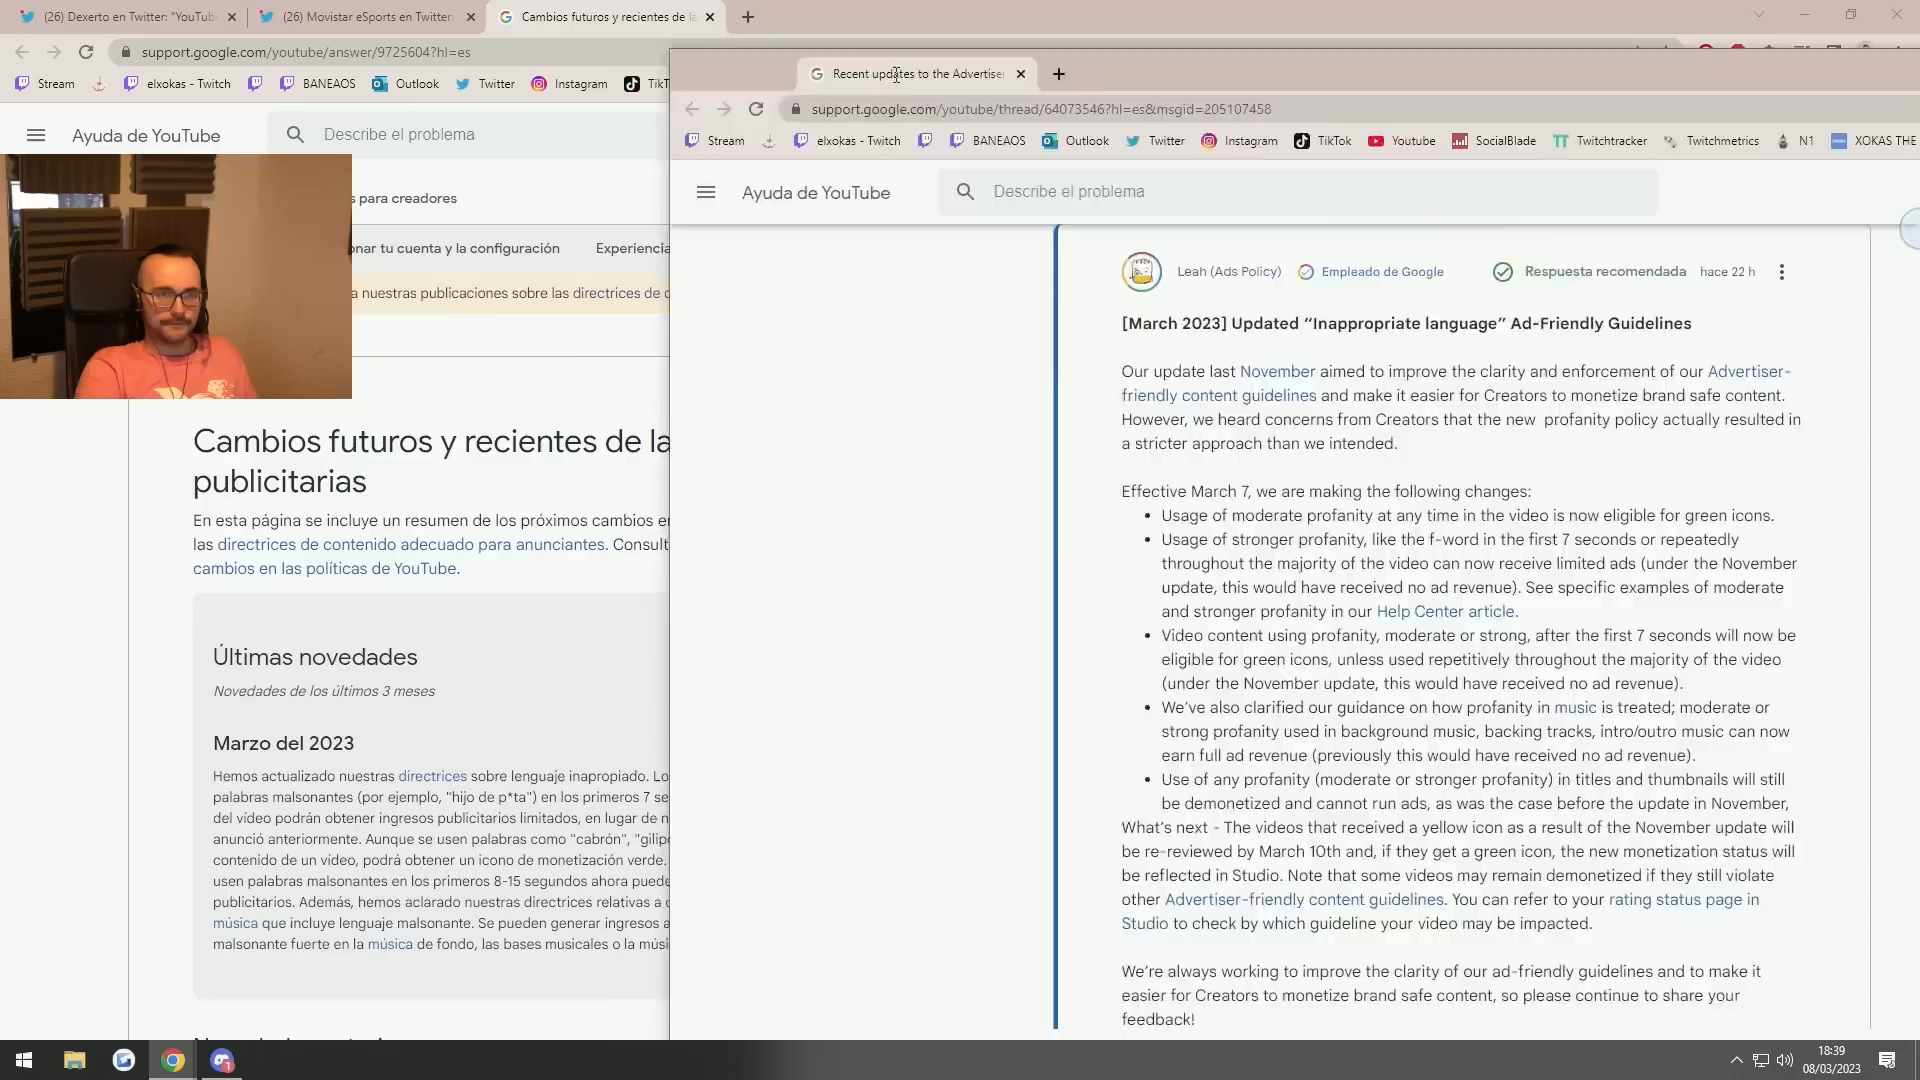 (26) Dexerto en Twitter: "YouTub
(26) Movistar eSports en Twitter
Cambios futuros y recientes de la
support.google.com/youtube/answer/9725604?hl=es
Stream
elxokas - Twitch
BANEAOS
Outlook
Twitter
Instagram
TikT
Ayuda de YouTube
Describe el problema
s para creadores
onar tu cuenta y la configuración
Experiencia
a nuestras publicaciones sobre las directrices de c
Cambios futuros y recientes de la
publicitarias
En esta página se incluye un resumen de los próximos cambios e
las directrices de contenido adecuado para anunciantes. Consult
cambios en las políticas de YouTube.
Últimas novedades
Novedades de los últimos 3 meses
Marzo del 2023
Hemos actualizado nuestras directrices sobre lenguaje inapropiado. Lo
palabras malsonantes (por ejemplo, "hijo de p*ta") en los primeros 7 se
del vídeo podrán obtener ingresos publicitarios limitados, en lugar de n
anunció anteriormente. Aunque se usen palabras como "cabrón", "gilip
contenido de un vídeo, podrá obtener un icono de monetización verde.
usen palabras malsonantes en los primeros 8-15 segundos ahora puede
publicitarios. Además, hemos aclarado nuestras directrices relativas a c
música que incluye lenguaje malsonante. Se pueden generar ingresos a
malsonante fuerte en la música de fondo, las bases musicales o la músi
Recent updates to the Advertise
support.google.com/youtube/thread/64073546?hl=es&msgid=205107458
Stream
elxokas - Twitch
BANEAOS
Outlook
Twitter
Instagram
TikTok
Youtube
SocialBlade
Twitchtracker
Twitchmetrics
N1
XOKAS THE
Ayuda de YouTube
Describe el problema
Leah (Ads Policy)
Empleado de Google
Respuesta recomendada
hace 22 h
[March 2023] Updated “Inappropriate language” Ad-Friendly Guidelines
Our update last November aimed to improve the clarity and enforcement of our Advertiser-
friendly content guidelines and make it easier for Creators to monetize brand safe content.
However, we heard concerns from Creators that the new profanity policy actually resulted in
a stricter approach than we intended.
Effective March 7, we are making the following changes:
• Usage of moderate profanity at any time in the video is now eligible for green icons.
• Usage of stronger profanity, like the f-word in the first 7 seconds or repeatedly
throughout the majority of the video can now receive limited ads (under the November
update, this would have received no ad revenue). See specific examples of moderate
and stronger profanity in our Help Center article.
• Video content using profanity, moderate or strong, after the first 7 seconds will now be
eligible for green icons, unless used repetitively throughout the majority of the video
(under the November update, this would have received no ad revenue).
• We’ve also clarified our guidance on how profanity in music is treated; moderate or
strong profanity used in background music, backing tracks, intro/outro music can now
earn full ad revenue (previously this would have received no ad revenue).
• Use of any profanity (moderate or stronger profanity) in titles and thumbnails will still
be demonetized and cannot run ads, as was the case before the update in November,
What’s next - The videos that received a yellow icon as a result of the November update will
be re-reviewed by March 10th and, if they get a green icon, the new monetization status will
be reflected in Studio. Note that some videos may remain demonetized if they still violate
other Advertiser-friendly content guidelines. You can refer to your rating status page in
Studio to check by which guideline your video may be impacted.
We’re always working to improve the clarity of our ad-friendly guidelines and to make it
easier for Creators to monetize brand safe content, so please continue to share your
feedback!
18:39
08/03/2023